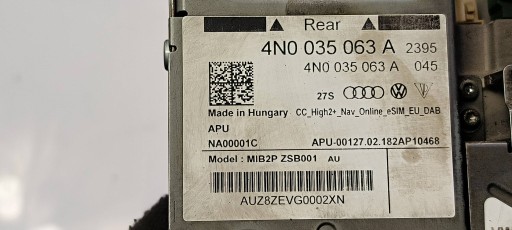 Rear
4N0 035 063 A 2395
4N0 035 063 A 045
27S
Made in Hungary CC_High2+_Nav_Online_eSIM_EU_DAB
APU
NA00001C APU-00127.02.182AP10468
Model : MIB2P ZSB001 AU
AUZ8ZEVG0002XN